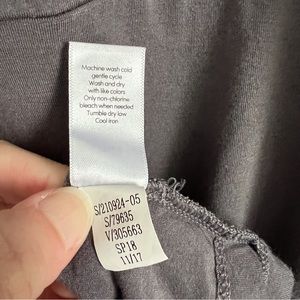 Machine wash cold
gentle cycle
Wash and dry
with like colors
Only non-chlorine
bleach when needed
Tumble dry low
Cool iron
S/210924-05
S/79635
V/305663
SP18
11/17